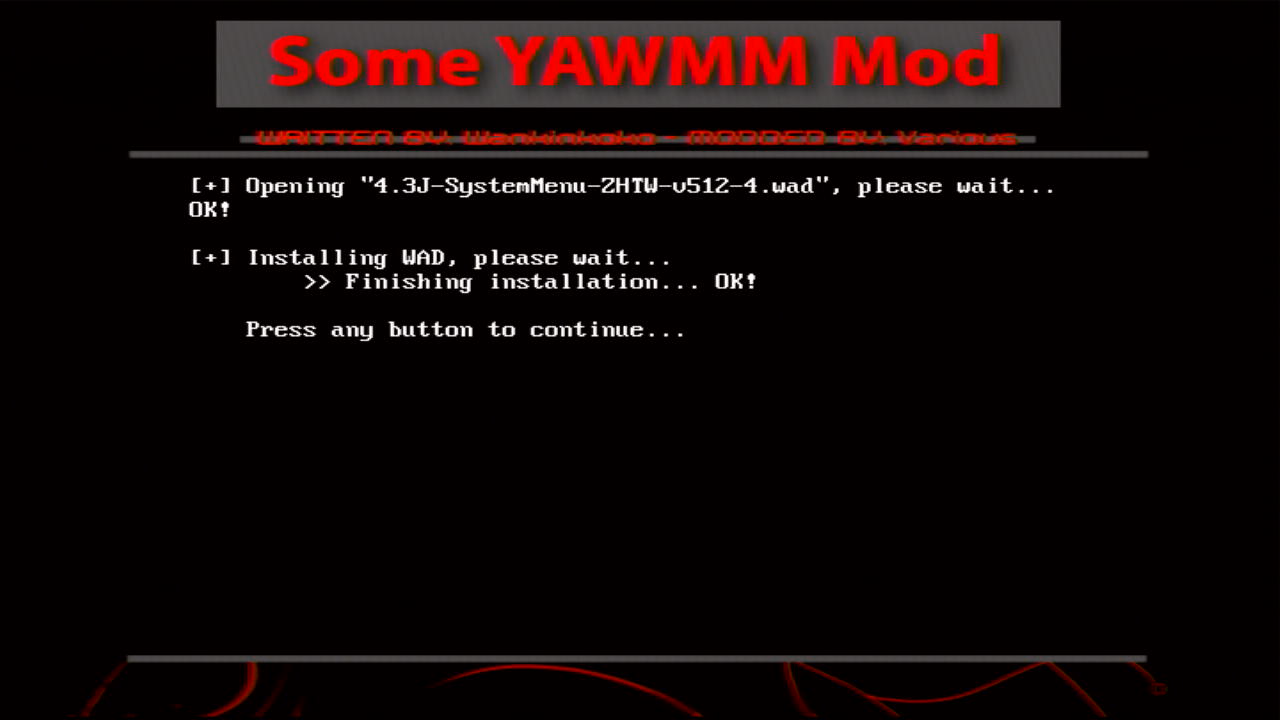 Some YAWMM Mod
WRITTEN BY: Wankinkoko - MODDED BY: Various
[+] Opening "4.3J-SystemMenu-ZHTW-v512-4.wad", please wait...
OK!
[+] Installing WAD, please wait...
>> Finishing installation... OK!
Press any button to continue...